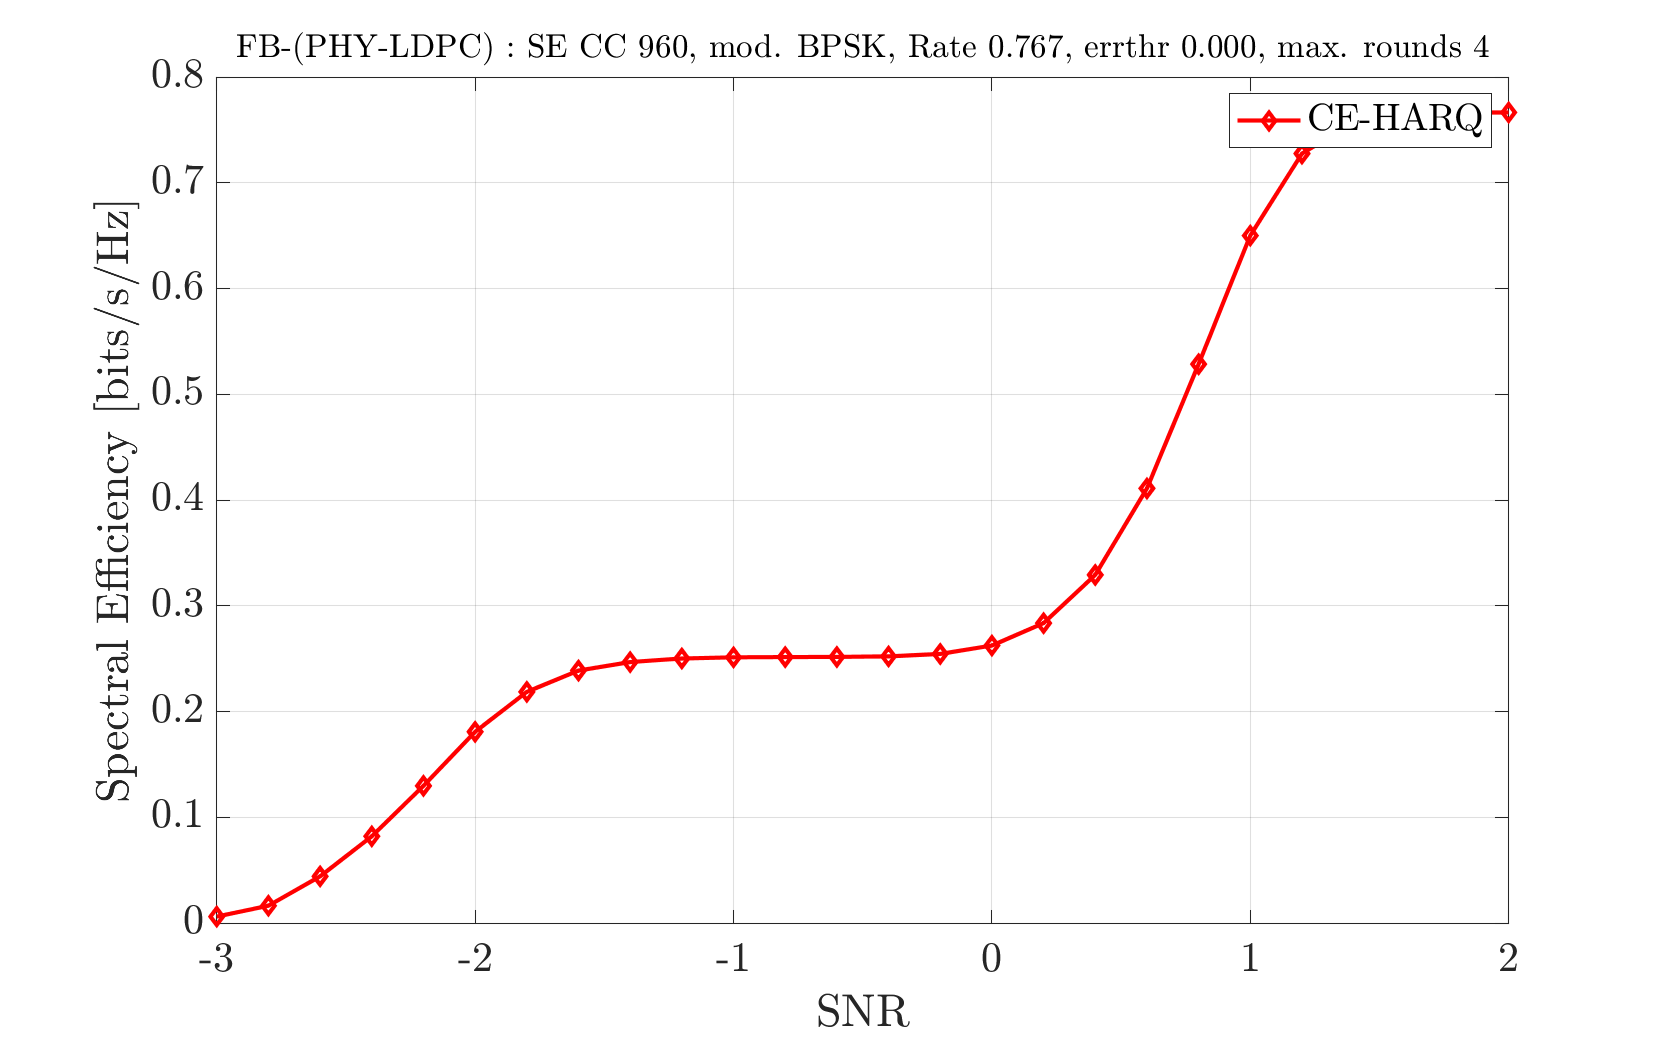 FB-(PHY-LDPC) : SE CC 960, mod. BPSK, Rate 0.767, errthr 0.000, max. rounds 4
CE-HARQ
Spectral Efficiency [bits/s/Hz]
0.8
0.7
0.6
0.5
0.4
0.3
0.2
0.1
0
-3 -2 -1 0 1 2
SNR